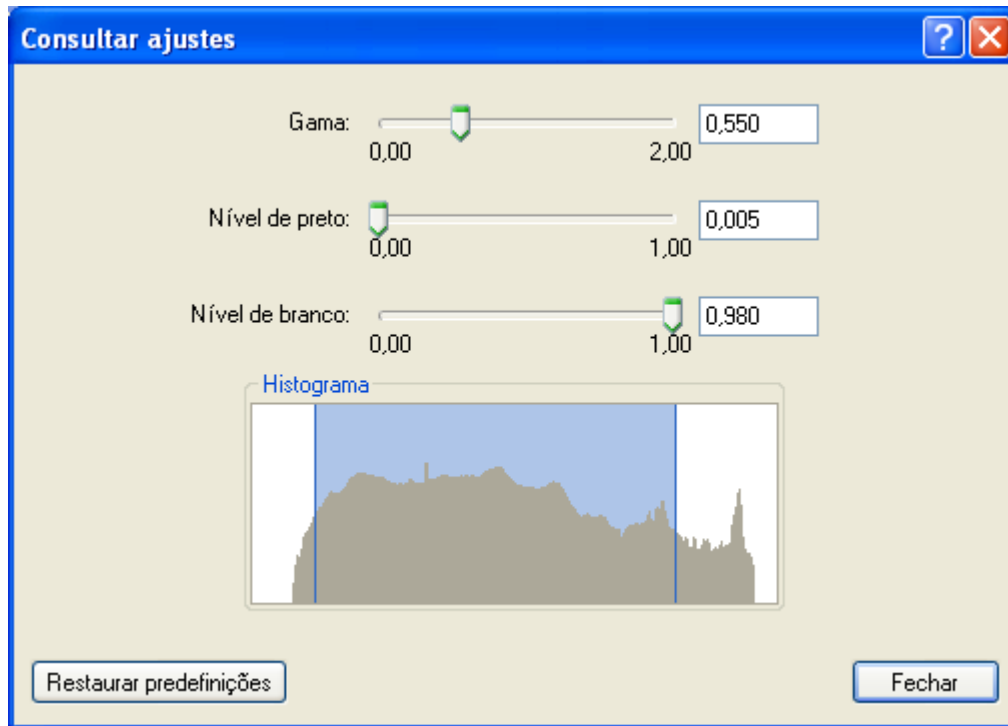 Consultar ajustes
Gama: 0,550
0,00 2,00
Nível de preto: 0,005
0,00 1,00
Nível de branco: 0,980
0,00 1,00
Histograma
Restaurar predefinições Fechar